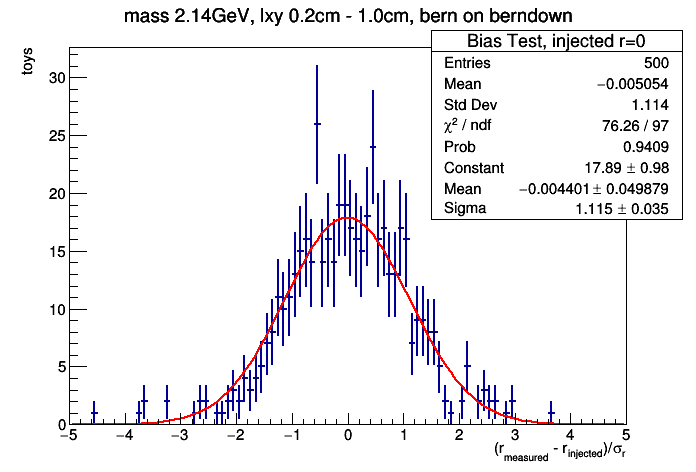 mass 2.14GeV, lxy 0.2cm - 1.0cm, bern on berndown
Bias Test, injected r=0
Entries 500
Mean −0.005054
Std Dev 1.114
χ² / ndf 76.26 / 97
Prob 0.9409
Constant 17.89 ± 0.98
Mean −0.004401 ± 0.049879
Sigma 1.115 ± 0.035
toys
30
25
20
15
10
5
0
−5 −4 −3 −2 −1 0 1 2 3 4 5
(r_measured - r_injected)/σ_r